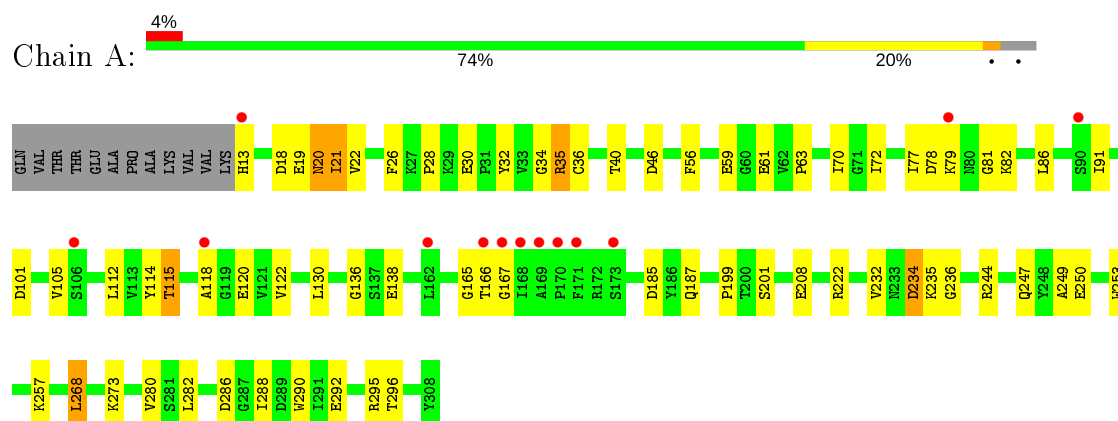 4%
Chain A:
74% 20% • •
GLN VAL THR THR GLU ALA PRO ALA LYS VAL VAL LYS H13 D18 E19 N20 I21 V22 F26 K27 P28 K29 E30 P31 Y32 V33 G34 R35 C36 T40 D46 F56 E59 G60 E61 V62 P63 I70 G71 I72 I77 D78 K79 N80 G81 K82 L86 S90 I91
D101 V105 S106 L112 V113 Y114 T115 A118 G119 E120 V121 V122 L130 G136 S137 E138 L162 G165 T166 G167 I168 A169 P170 F171 R172 S173 D185 Y186 Q187 P199 T200 S201 E208 R222 V232 N233 D234 K235 G236 R244 Q247 Y248 A249 E250 W253
K257 L268 K273 V280 S281 L282 D286 G287 I288 D289 W290 I291 E292 R295 T296 Y308